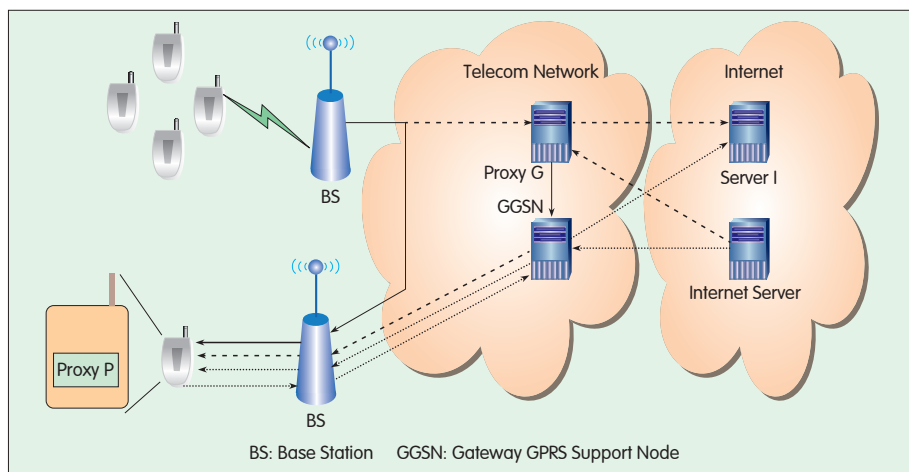 Telecom Network
Internet
BS
Proxy G
Server I
GGSN
Internet Server
Proxy P
BS
BS: Base Station GGSN: Gateway GPRS Support Node